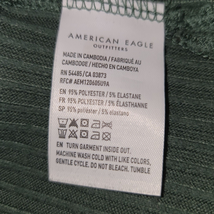 AMERICAN EAGLE
OUTFITTERS
MADE IN CAMBODIA / FABRIQUÉ AU
CAMBODGE / HECHO EN CAMBOYA
RN 54485/CA 03873
RFC# AEM120605U9A
EN 95% POLYESTER / 5% ELASTANE
FR 95% POLYESTER / 5% ÉLASTHANNE
SP 95% poliéster / 5% elastano
EN TURN GARMENT INSIDE OUT.
MACHINE WASH COLD WITH LIKE COLORS,
GENTLE CYCLE. DO NOT BLEACH. TUMBLE